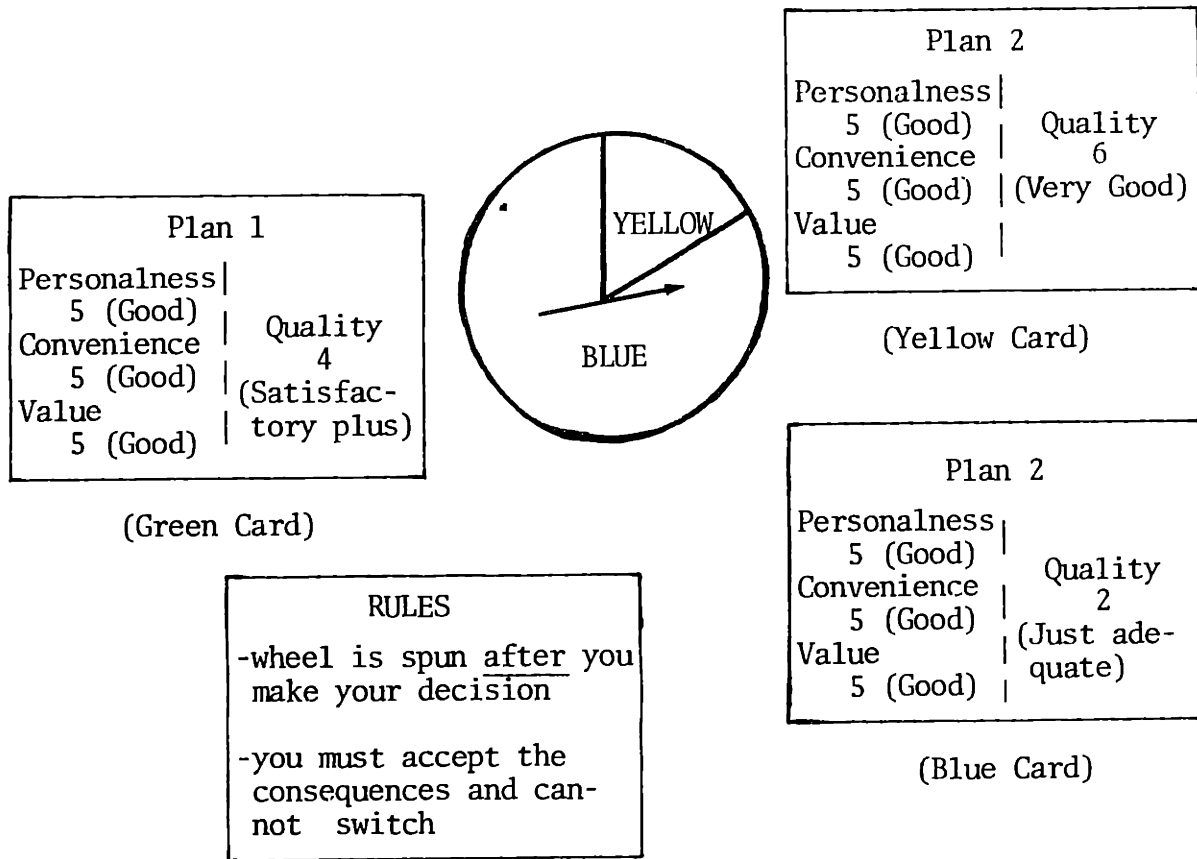 Plan 1
Personalness
5 (Good)
Convenience
5 (Good)
Value
5 (Good)
Quality
4
(Satisfac-
tory plus)
(Green Card)
YELLOW
BLUE
Plan 2
Personalness
5 (Good)
Convenience
5 (Good)
Value
5 (Good)
Quality
6
(Very Good)
(Yellow Card)
Plan 2
Personalness
5 (Good)
Convenience
5 (Good)
Value
5 (Good)
Quality
2
(Just ade-
quate)
(Blue Card)
RULES
-wheel is spun after you
make your decision
-you must accept the
consequences and can-
not switch